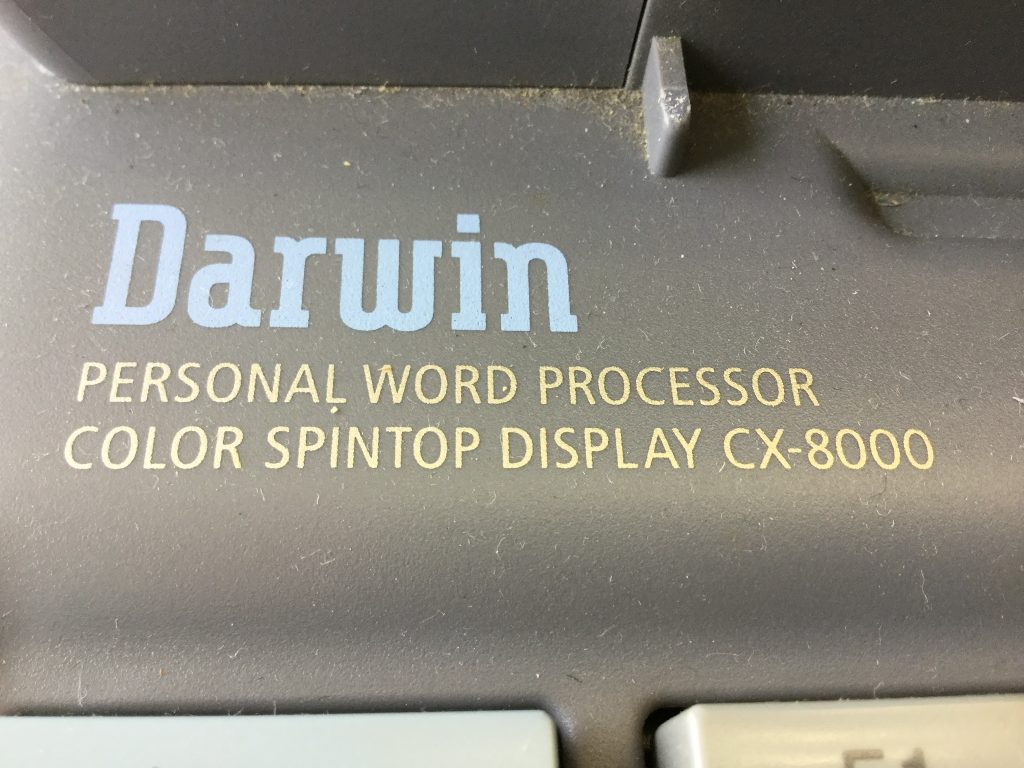 Darwin
PERSONAL WORD PROCESSOR
COLOR SPINTOP DISPLAY CX-8000